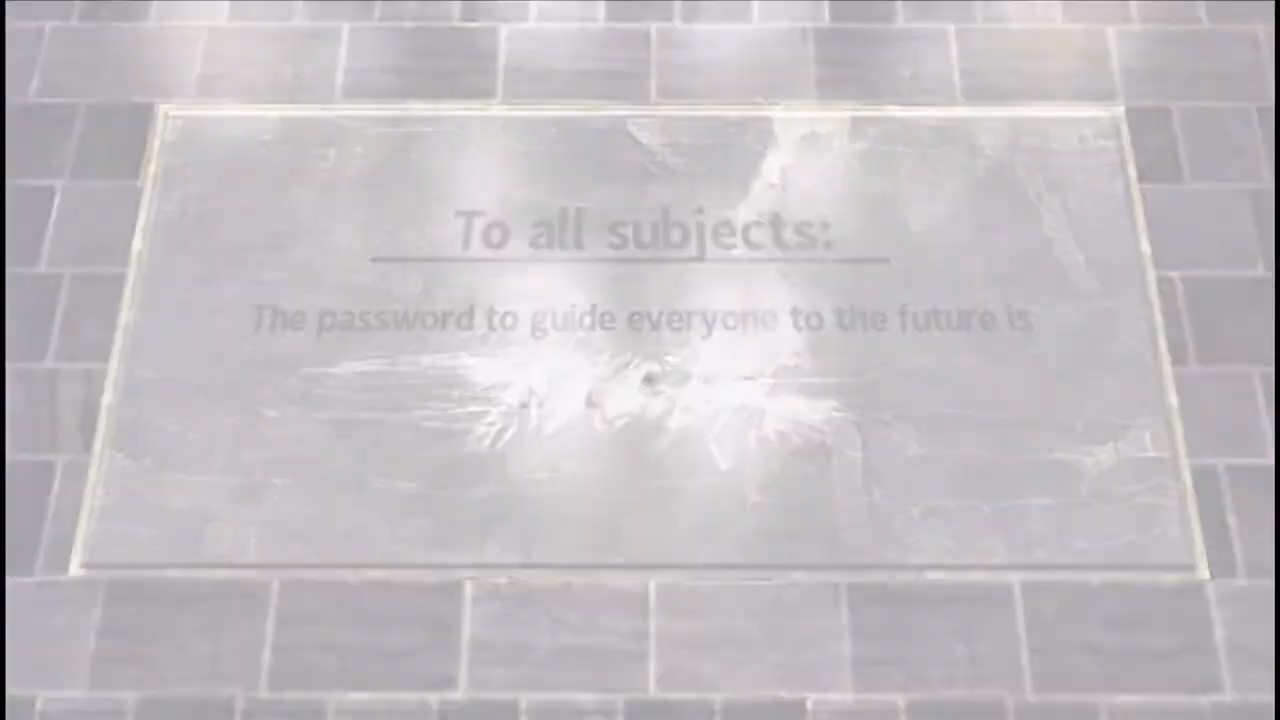 To all subjects:
The password to guide everyone to the future is